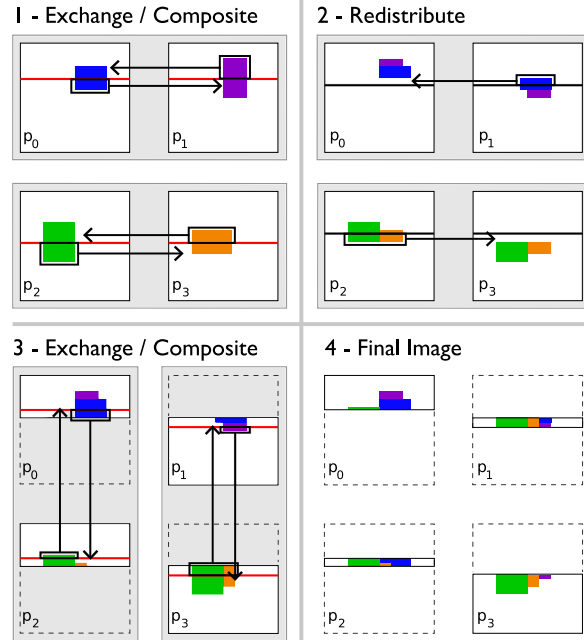 1 - Exchange / Composite
p0
p1
p2
p3
2 - Redistribute
p0
p1
p2
p3
3 - Exchange / Composite
p0
p1
p2
p3
4 - Final Image
p0
p1
p2
p3